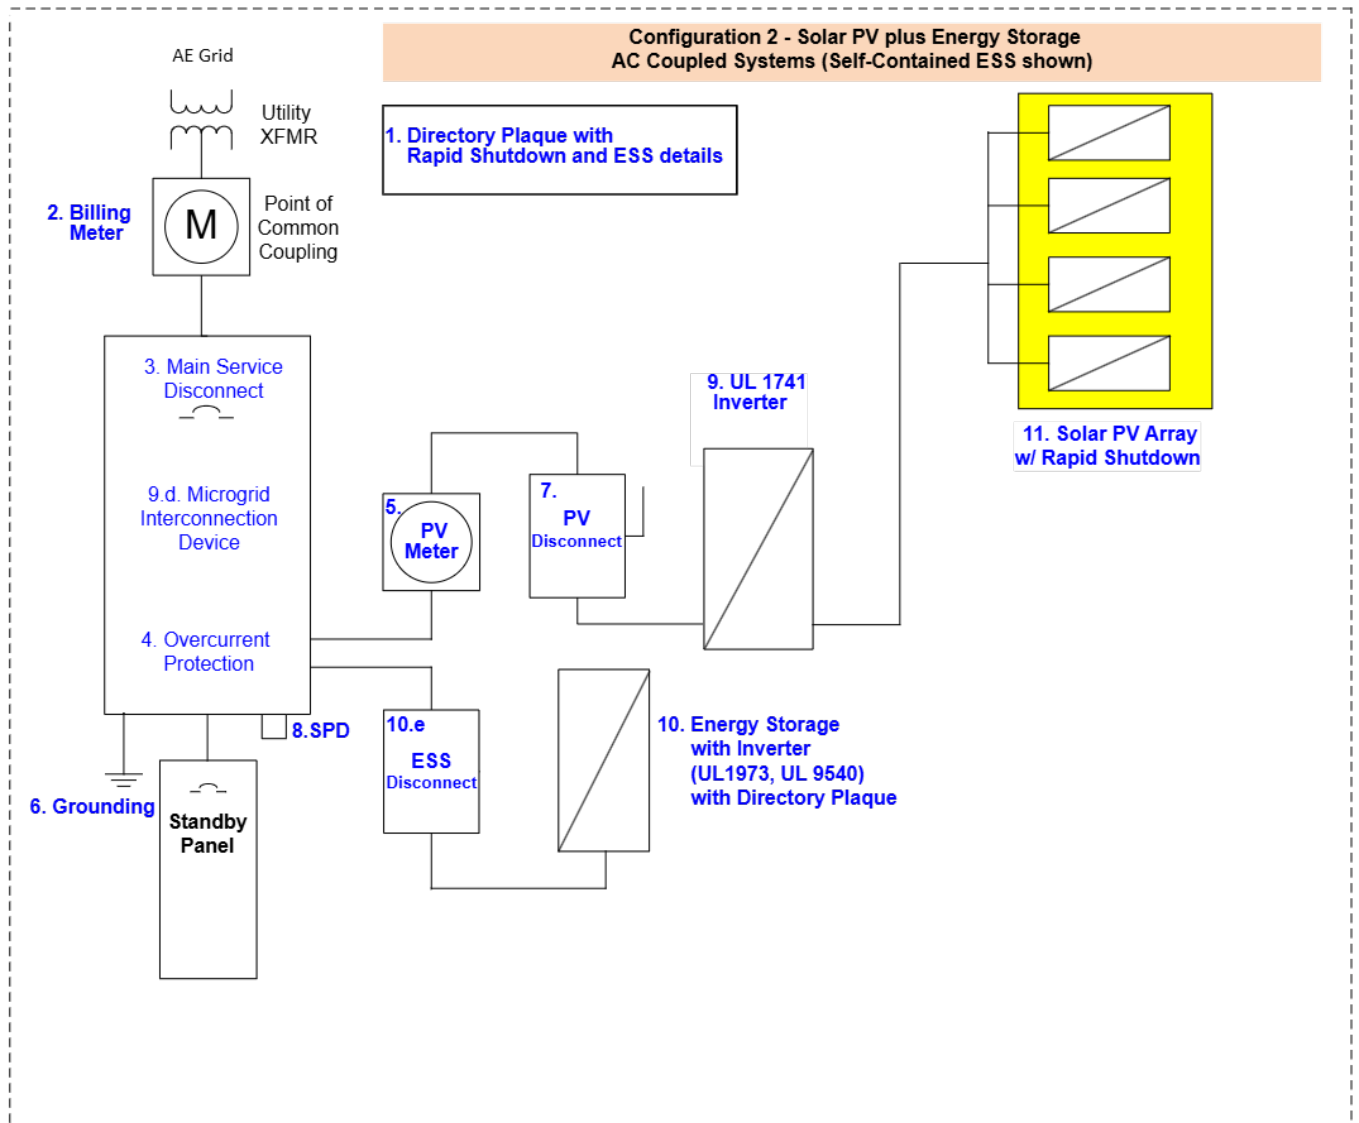 Configuration 2 - Solar PV plus Energy Storage
AC Coupled Systems (Self-Contained ESS shown)
AE Grid
Utility
XFMR
1. Directory Plaque with
Rapid Shutdown and ESS details
2. Billing
Meter
M
Point of
Common
Coupling
3. Main Service
Disconnect
9.d. Microgrid
Interconnection
Device
4. Overcurrent
Protection
5.
PV
Meter
7.
PV
Disconnect
9. UL 1741
Inverter
11. Solar PV Array
w/ Rapid Shutdown
8.SPD
6. Grounding
Standby
Panel
10.e
ESS
Disconnect
10. Energy Storage
with Inverter
(UL1973, UL 9540)
with Directory Plaque